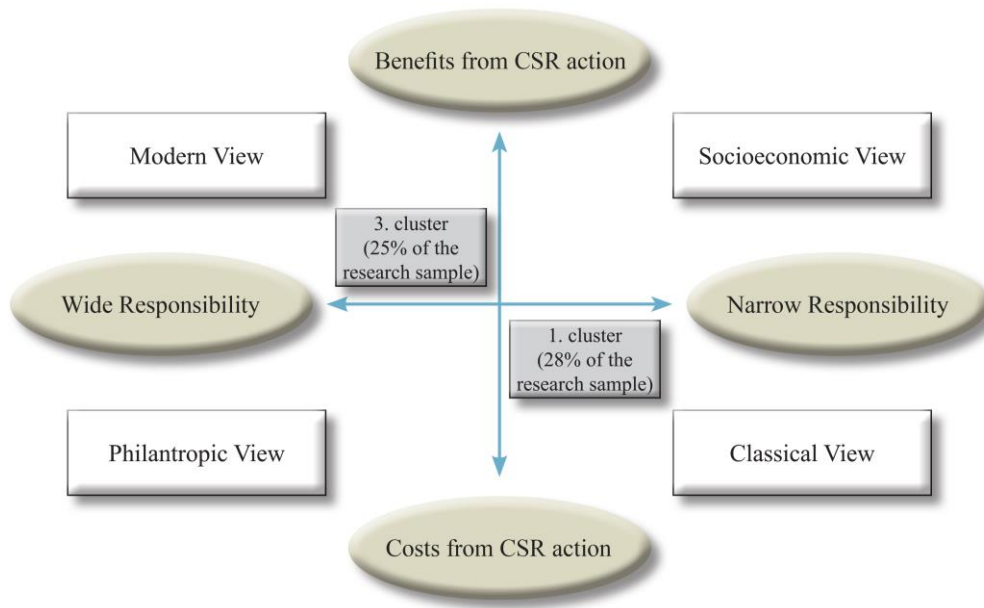 Benefits from CSR action
Modern View
Socioeconomic View
3. cluster
(25% of the
research sample)
Wide Responsibility
Narrow Responsibility
1. cluster
(28% of the
research sample)
Philantropic View
Classical View
Costs from CSR action